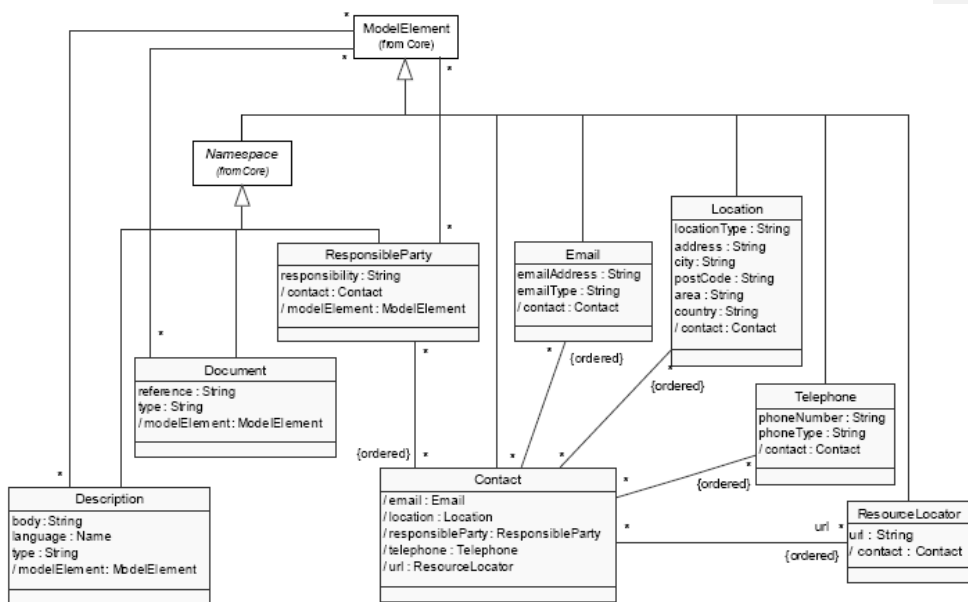 *
ModelElement
(from Core)
*
*
Namespace
(from Core)
Location
locationType : String
address : String
city : String
postCode : String
area : String
country : String
/ contact : Contact
*
ResponsibleParty
responsibility : String
/ contact : Contact
/ modelElement : ModelElement
Email
emailAddress : String
emailType : String
/ contact : Contact
*
*
*
{ordered}
*
{ordered}
Document
reference : String
type : String
/ modelElement : ModelElement
Telephone
phoneNumber : String
phoneType : String
/ contact : Contact
{ordered}
*
*
*
*
{ordered}
*
*
Contact
/ email : Email
/ location : Location
/ responsibleParty : ResponsibleParty
/ telephone : Telephone
/ url : ResourceLocator
*
Description
body : String
language : Name
type : String
/ modelElement : ModelElement
*
url
*
{ordered}
ResourceLocator
url : String
/ contact : Contact